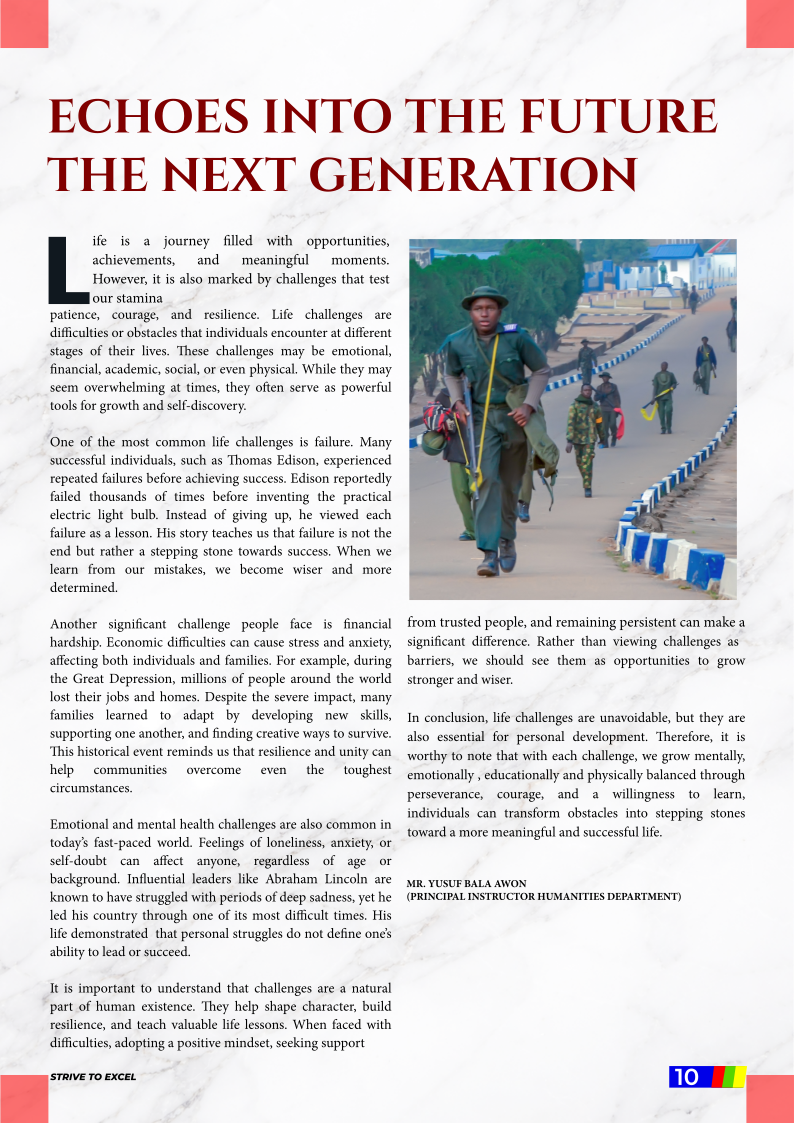 ECHOES INTO THE FUTURE
THE NEXT GENERATION
Life is a journey filled with opportunities,
achievements, and meaningful moments.
However, it is also marked by challenges that test
our stamina
patience, courage, and resilience. Life challenges are
difficulties or obstacles that individuals encounter at different
stages of their lives. These challenges may be emotional,
financial, academic, social, or even physical. While they may
seem overwhelming at times, they often serve as powerful
tools for growth and self-discovery.
One of the most common life challenges is failure. Many
successful individuals, such as Thomas Edison, experienced
repeated failures before achieving success. Edison reportedly
failed thousands of times before inventing the practical
electric light bulb. Instead of giving up, he viewed each
failure as a lesson. His story teaches us that failure is not the
end but rather a stepping stone towards success. When we
learn from our mistakes, we become wiser and more
determined.
Another significant challenge people face is financial
hardship. Economic difficulties can cause stress and anxiety,
affecting both individuals and families. For example, during
the Great Depression, millions of people around the world
lost their jobs and homes. Despite the severe impact, many
families learned to adapt by developing new skills,
supporting one another, and finding creative ways to survive.
This historical event reminds us that resilience and unity can
help communities overcome even the toughest
circumstances.
Emotional and mental health challenges are also common in
today's fast-paced world. Feelings of loneliness, anxiety, or
self-doubt can affect anyone, regardless of age or
background. Influential leaders like Abraham Lincoln are
known to have struggled with periods of deep sadness, yet he
led his country through one of its most difficult times. His
life demonstrated that personal struggles do not define one's
ability to lead or succeed.
It is important to understand that challenges are a natural
part of human existence. They help shape character, build
resilience, and teach valuable life lessons. When faced with
difficulties, adopting a positive mindset, seeking support
from trusted people, and remaining persistent can make a
significant difference. Rather than viewing challenges as
barriers, we should see them as opportunities to grow
stronger and wiser.
In conclusion, life challenges are unavoidable, but they are
also essential for personal development. Therefore, it is
worthy to note that with each challenge, we grow mentally,
emotionally , educationally and physically balanced through
perseverance, courage, and a willingness to learn,
individuals can transform obstacles into stepping stones
toward a more meaningful and successful life.
MR. YUSUF BALA AWON
(PRINCIPAL INSTRUCTOR HUMANITIES DEPARTMENT)
STRIVE TO EXCEL
10